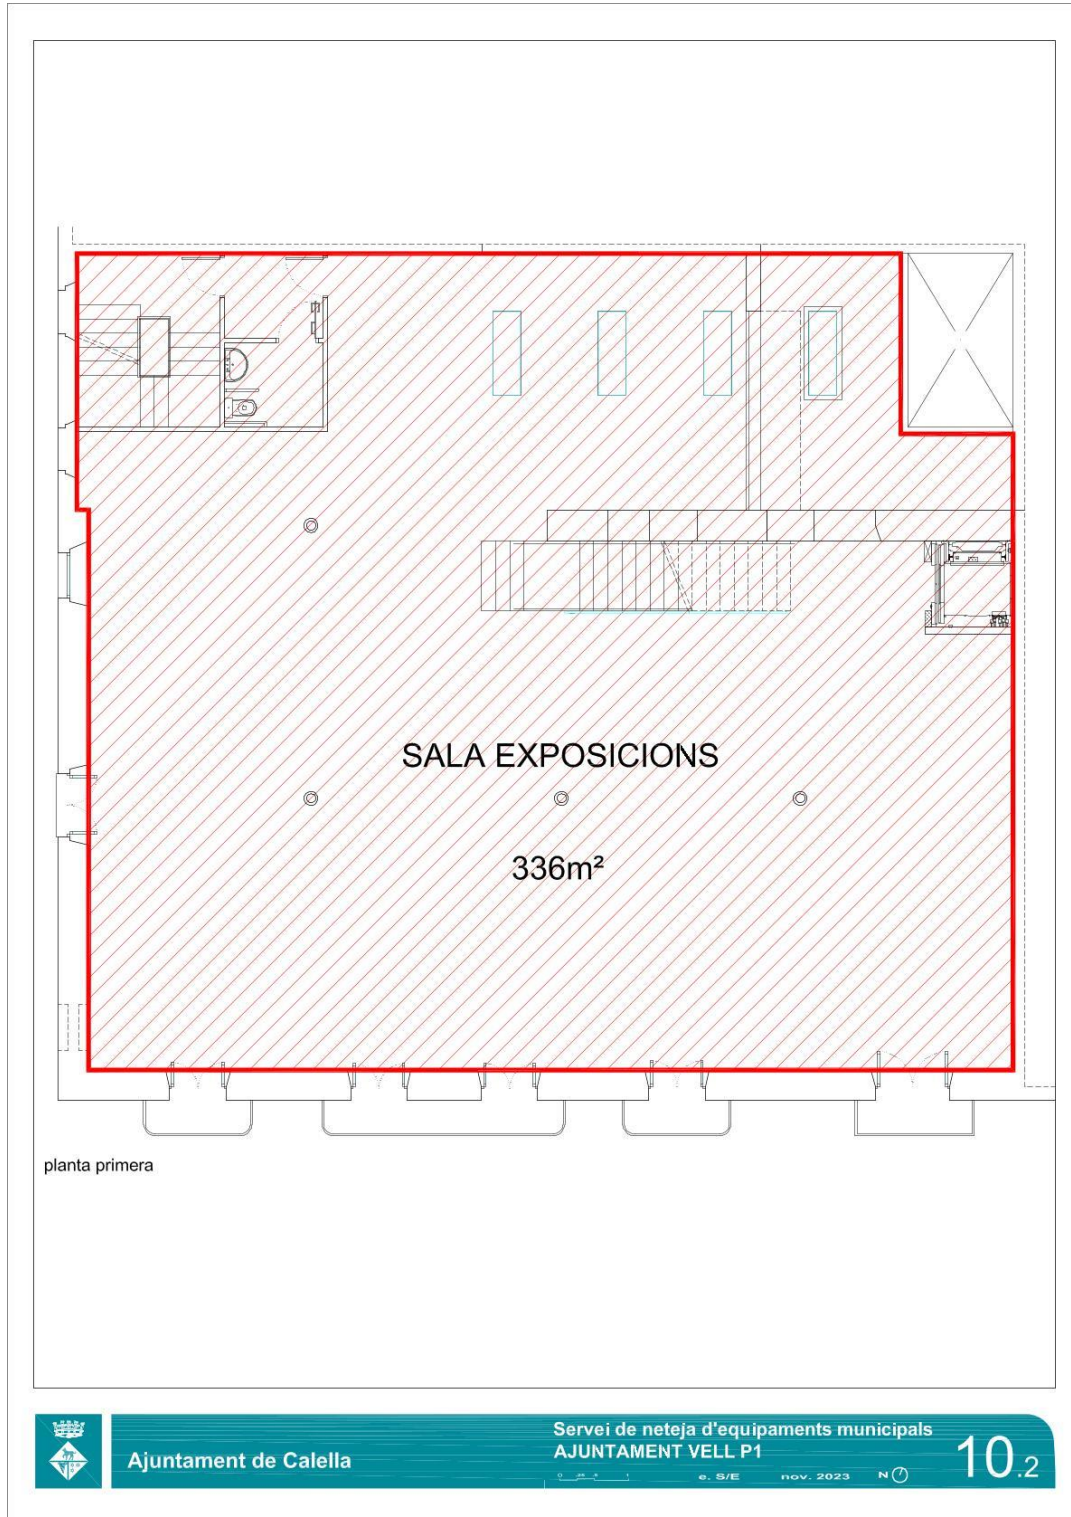 SALA EXPOSICIONS
336m²
planta primera
Ajuntament de Calella
Servei de neteja d'equipaments municipals
AJUNTAMENT VELL P1
e. S/E nov. 2023 N
10.2